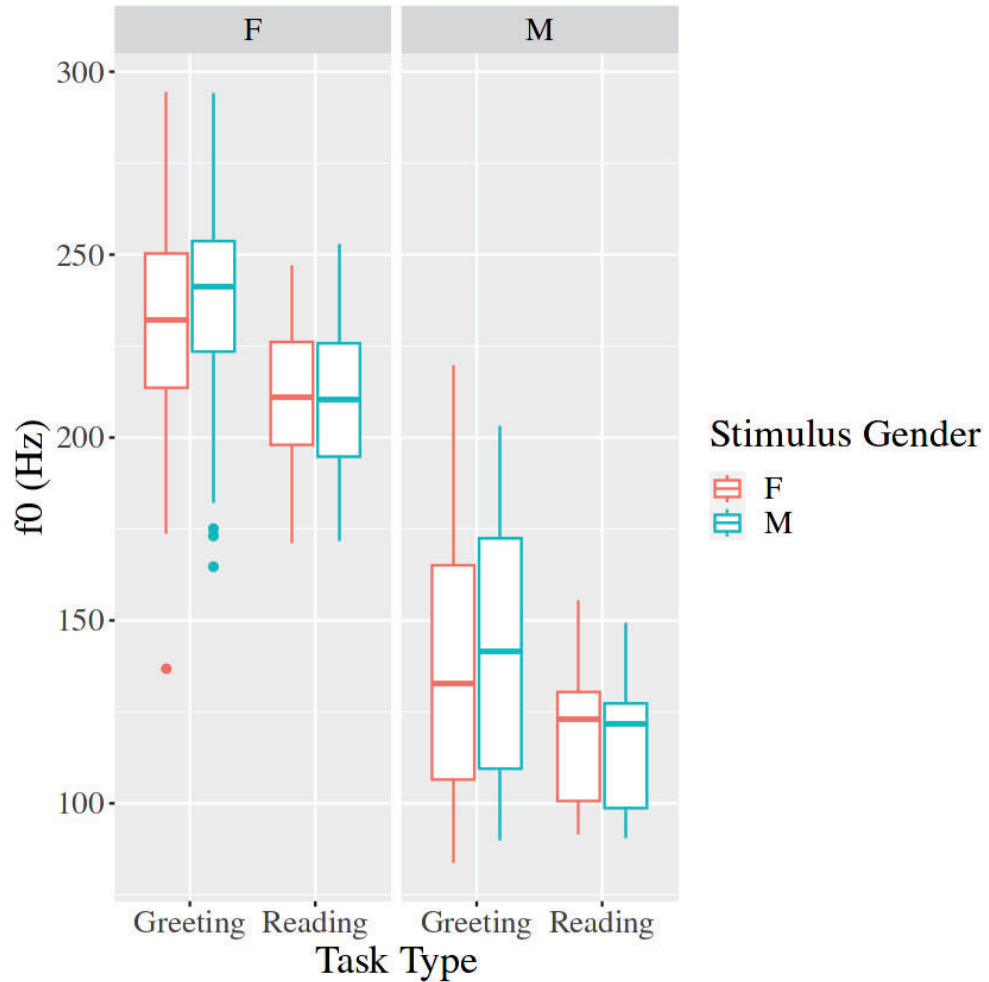 F M
300
250
200
150
100
f0 (Hz)
Greeting Reading Greeting Reading
Task Type
Stimulus Gender
F
M